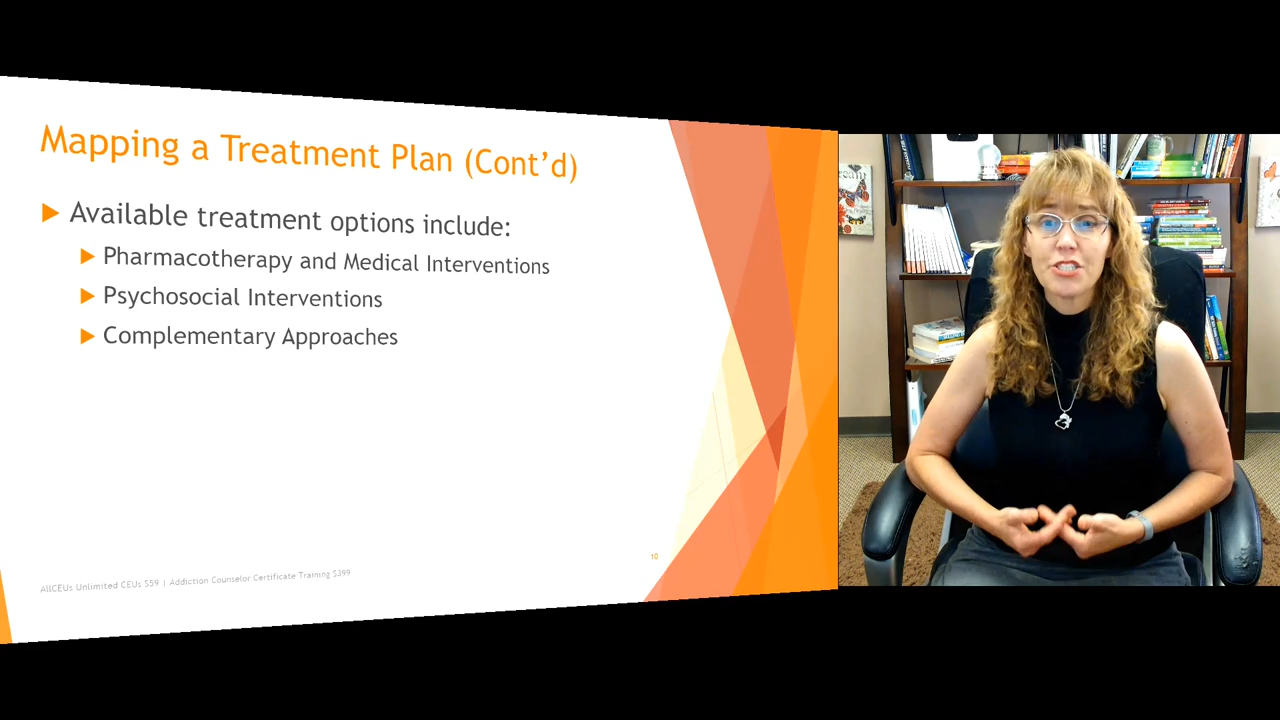 Mapping a Treatment Plan (Cont’d)
Available treatment options include:
Pharmacotherapy and Medical Interventions
Psychosocial Interventions
Complementary Approaches
10
AllCEUs Unlimited CEUs $59 | Addiction Counselor Certificate Training $399